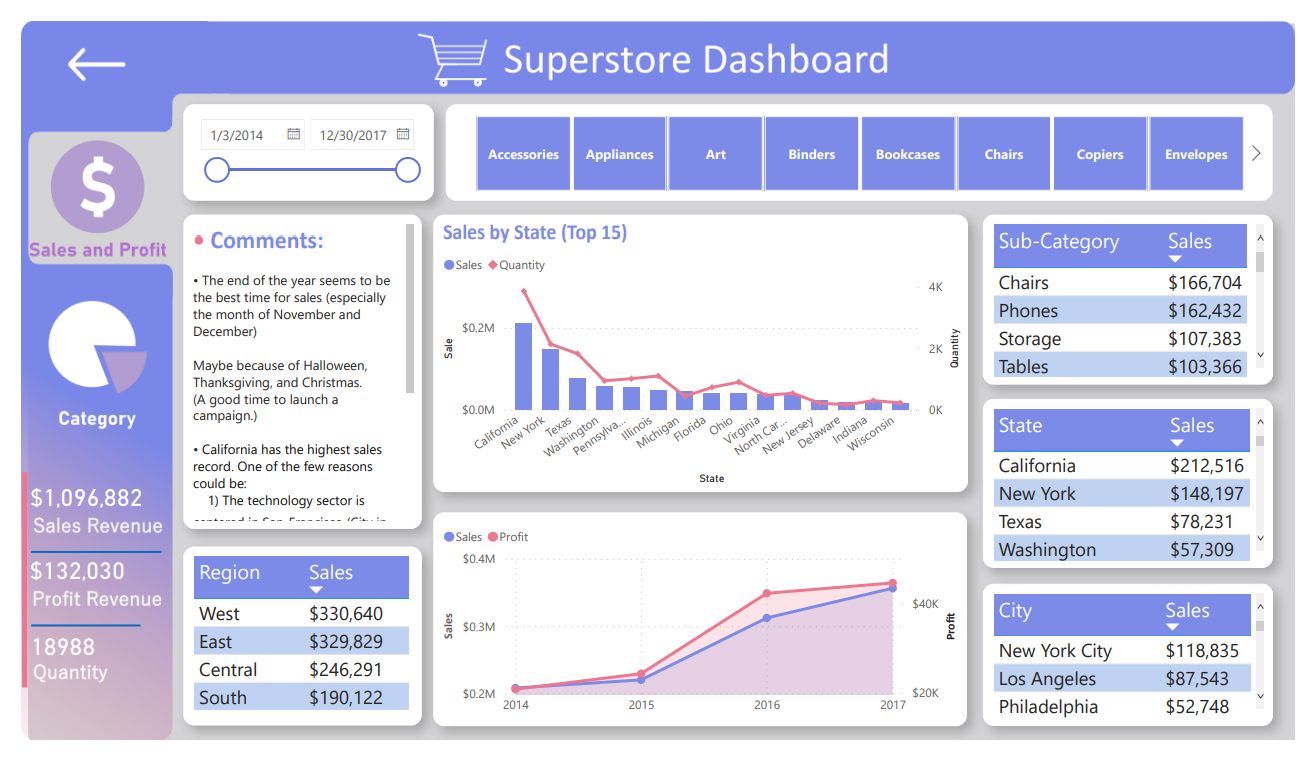 Superstore Dashboard
1/3/2014 12/30/2017
Accessories Appliances Art Binders Bookcases Chairs Copiers Envelopes
$
Sales and Profit
Category
$1,096,882
Sales Revenue
$132,030
Profit Revenue
18988
Quantity
Comments:
• The end of the year seems to be
the best time for sales (especially
the month of November and
December)
Maybe because of Halloween,
Thanksgiving, and Christmas.
(A good time to launch a
campaign.)
• California has the highest sales
record. One of the few reasons
could be:
1) The technology sector is
Region Sales
West $330,640
East $329,829
Central $246,291
South $190,122
Sales by State (Top 15)
Sales Quantity
4K
$0.2M
2K
$0.0M
0K
Sale
Quantity
California New York Texas Washington Pennsylva... Illinois Michigan Florida Ohio Virginia North Car... New Jersey Delaware Indiana Wisconsin
State
Sales Profit
$0.4M
$40K
$0.3M
$0.2M
$20K
Sales
Profit
2014 2015 2016 2017
Sub-Category Sales
Chairs $166,704
Phones $162,432
Storage $107,383
Tables $103,366
State Sales
California $212,516
New York $148,197
Texas $78,231
Washington $57,309
City Sales
New York City $118,835
Los Angeles $87,543
Philadelphia $52,748